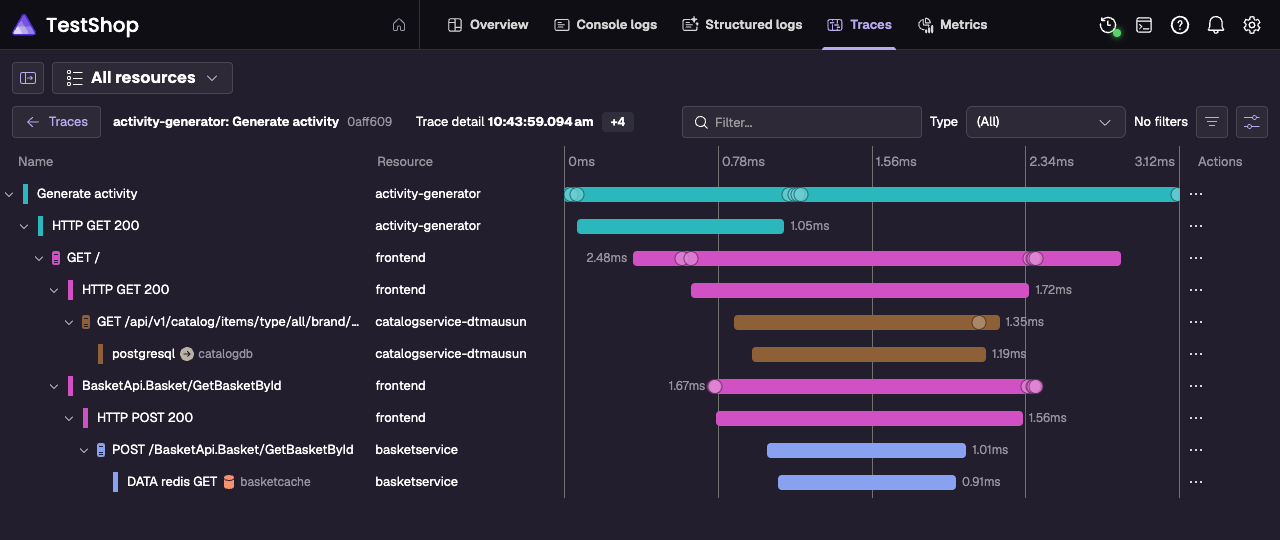 TestShop
Overview
Console logs
Structured logs
Traces
Metrics
All resources
Traces
activity-generator: Generate activity 0aff609
Trace detail 10:43:59.094 am +4
Filter...
Type
(All)
No filters
Name Resource 0ms 0.78ms 1.56ms 2.34ms 3.12ms Actions
Generate activity activity-generator
HTTP GET 200 activity-generator 1.05ms
GET / frontend 2.48ms
HTTP GET 200 frontend 1.72ms
GET /api/v1/catalog/items/type/all/brand/... catalogservice-dtmausun 1.35ms
postgresql catalogdb catalogservice-dtmausun 1.19ms
BasketApi.Basket/GetBasketById frontend 1.67ms
HTTP POST 200 frontend 1.56ms
POST /BasketApi.Basket/GetBasketById basketservice 1.01ms
DATA redis GET basketcache basketservice 0.91ms